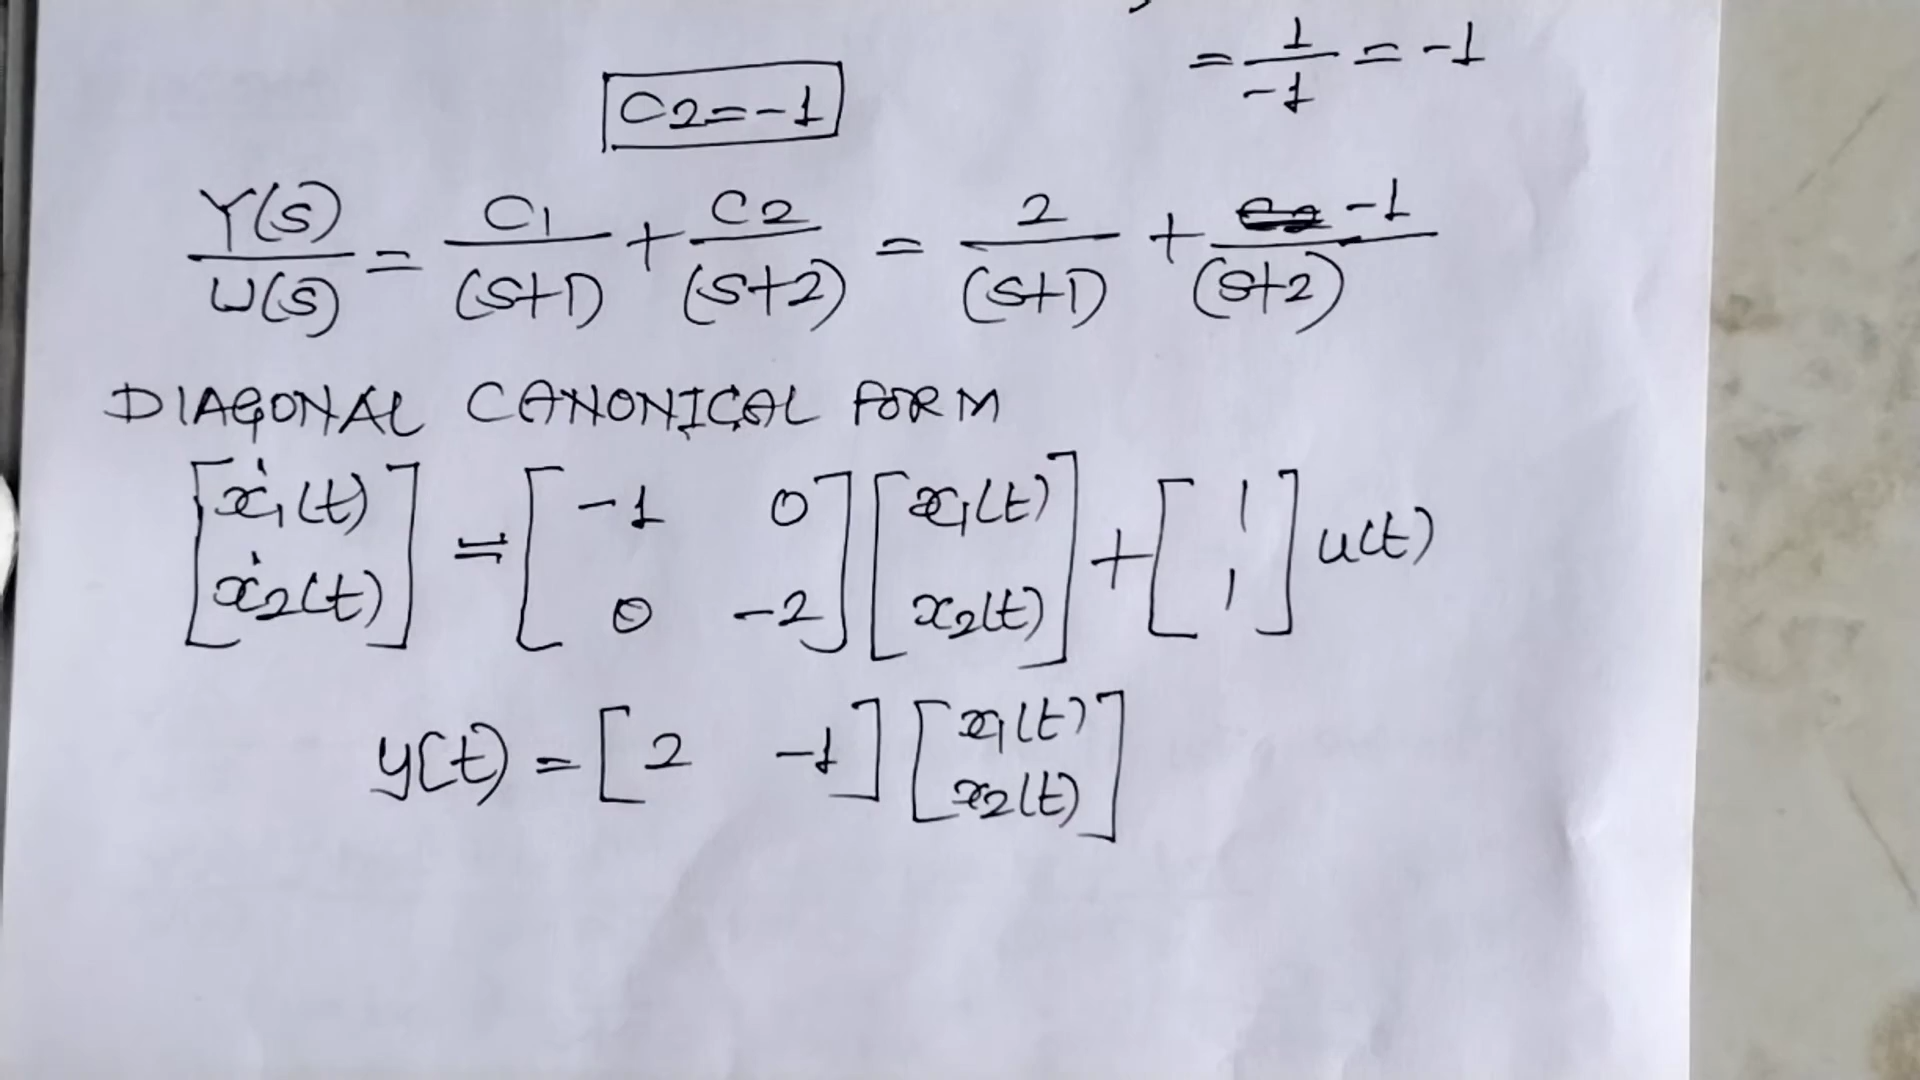 = 1/-1 = -1
C2=-1
Y(s)/U(s) = C1/(s+1) + C2/(s+2) = 2/(s+1) + -1/(s+2)
DIAGONAL CANONICAL FORM
[ẋ1(t) ẋ2(t)] = [-1 0 0 -2] [x1(t) x2(t)] + [1 1] u(t)
y(t) = [2 -1] [x1(t) x2(t)]